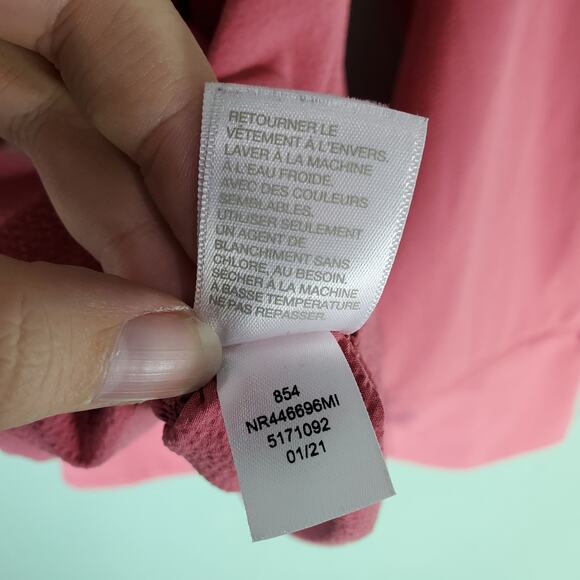 RETOURNER LE
VÊTEMENT À L'ENVERS.
LAVER À LA MACHINE
À L'EAU FROIDE.
AVEC DES COULEURS
SEMBLABLES.
UTILISER SEULEMENT
UN AGENT DE
BLANCHIMENT SANS
CHLORE, AU BESOIN.
SÉCHER À LA MACHINE
À BASSE TEMPÉRATURE
NE PAS REPASSER.
854
NR446696MI
5171092
01/21